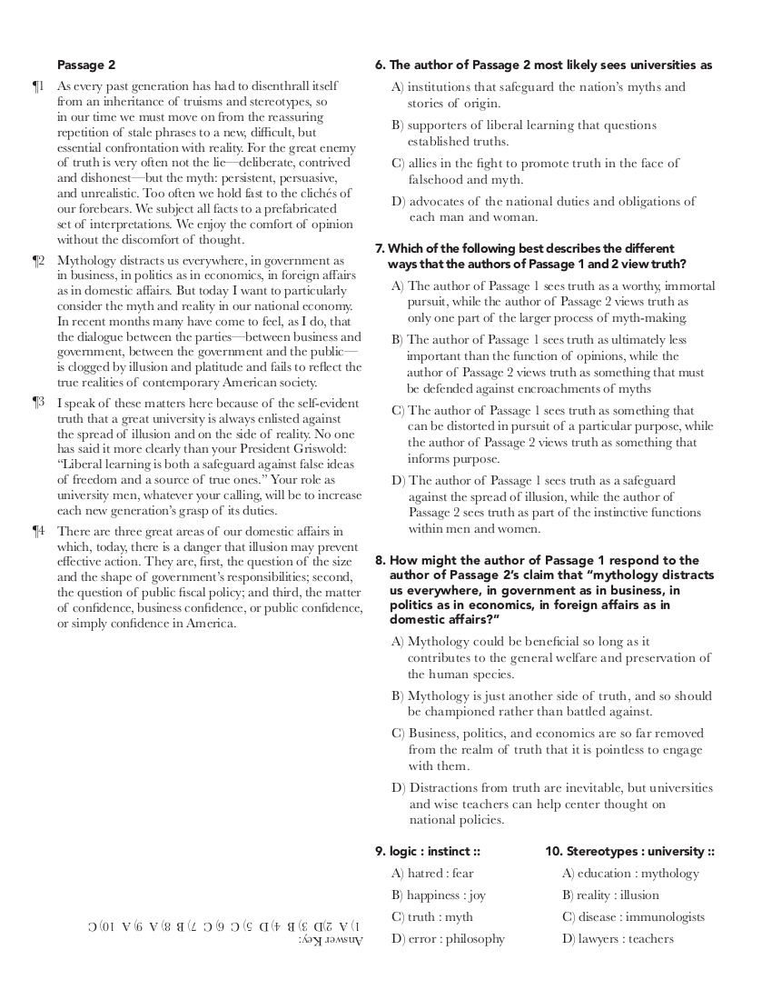 Passage 2
¶1 As every past generation has had to disenthrall itself
from an inheritance of truisms and stereotypes, so
in our time we must move on from the reassuring
repetition of stale phrases to a new, difficult, but
essential confrontation with reality. For the great enemy
of truth is very often not the lie—deliberate, contrived
and dishonest—but the myth: persistent, persuasive,
and unrealistic. Too often we hold fast to the clichés of
our forebears. We subject all facts to a prefabricated
set of interpretations. We enjoy the comfort of opinion
without the discomfort of thought.
¶2 Mythology distracts us everywhere, in government as
in business, in politics as in economics, in foreign affairs
as in domestic affairs. But today I want to particularly
consider the myth and reality in our national economy.
In recent months many have come to feel, as I do, that
the dialogue between the parties—between business and
government, between the government and the public—
is clogged by illusion and platitude and fails to reflect the
true realities of contemporary American society.
¶3 I speak of these matters here because of the self-evident
truth that a great university is always enlisted against
the spread of illusion and on the side of reality. No one
has said it more clearly than your President Griswold:
“Liberal learning is both a safeguard against false ideas
of freedom and a source of true ones.” Your role as
university men, whatever your calling, will be to increase
each new generation’s grasp of its duties.
¶4 There are three great areas of our domestic affairs in
which, today, there is a danger that illusion may prevent
effective action. They are, first, the question of the size
and the shape of government’s responsibilities; second,
the question of public fiscal policy; and third, the matter
of confidence, business confidence, or public confidence,
or simply confidence in America.
6. The author of Passage 2 most likely sees universities as
A) institutions that safeguard the nation’s myths and
stories of origin.
B) supporters of liberal learning that questions
established truths.
C) allies in the fight to promote truth in the face of
falsehood and myth.
D) advocates of the national duties and obligations of
each man and woman.
7. Which of the following best describes the different
ways that the authors of Passage 1 and 2 view truth?
A) The author of Passage 1 sees truth as a worthy, immortal
pursuit, while the author of Passage 2 views truth as
only one part of the larger process of myth-making.
B) The author of Passage 1 sees truth as ultimately less
important than the function of opinions, while the
author of Passage 2 views truth as something that must
be defended against encroachments of myths
C) The author of Passage 1 sees truth as something that
can be distorted in pursuit of a particular purpose, while
the author of Passage 2 views truth as something that
informs purpose.
D) The author of Passage 1 sees truth as a safeguard
against the spread of illusion, while the author of
Passage 2 sees truth as part of the instinctive functions
within men and women.
8. How might the author of Passage 1 respond to the
author of Passage 2’s claim that “mythology distracts
us everywhere, in government as in business, in
politics as in economics, in foreign affairs as in
domestic affairs?”
A) Mythology could be beneficial so long as it
contributes to the general welfare and preservation of
the human species.
B) Mythology is just another side of truth, and so should
be championed rather than battled against.
C) Business, politics, and economics are so far removed
from the realm of truth that it is pointless to engage
with them.
D) Distractions from truth are inevitable, but universities
and wise teachers can help center thought on
national policies.
9. logic : instinct ::
A) hatred : fear
B) happiness : joy
C) truth : myth
D) error : philosophy
10. Stereotypes : university ::
A) education : mythology
B) reality : illusion
C) disease : immunologists
D) lawyers : teachers
Answer Key:
1) A 2)D 3) B 4) D 5) C 6) C 7) B 8) A 9) A 10) C